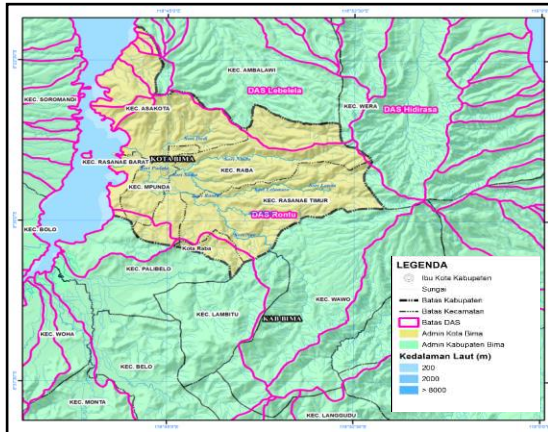 KEC. AMBALAWI
DAS Lebelela
KEC. SOROMANDI
KEC. WERA
DAS Hidirasa
KEC. ASAKOTA
KEC. RASANAE BARAT
KOTA BIMA
KEC. RABA
KEC. MPUNDA
KEC. RASANAE TIMUR
DAS Rontu
KEC. BOLO
Kota Raba
KEC. PALIBELO
KEC. WAWO
KEC. LAMBITU
KAB BIMA
KEC. WOHA
KEC. BELO
KEC. MONTA
KEC. LANGGUDU
LEGENDA
Ibu Kota Kabupaten
Sungai
Batas Kabupaten
Batas Kecamatan
Batas DAS
Admin Kota Bima
Admin Kabupaten Bima
Kedalaman Laut (m)
200
2000
> 8000